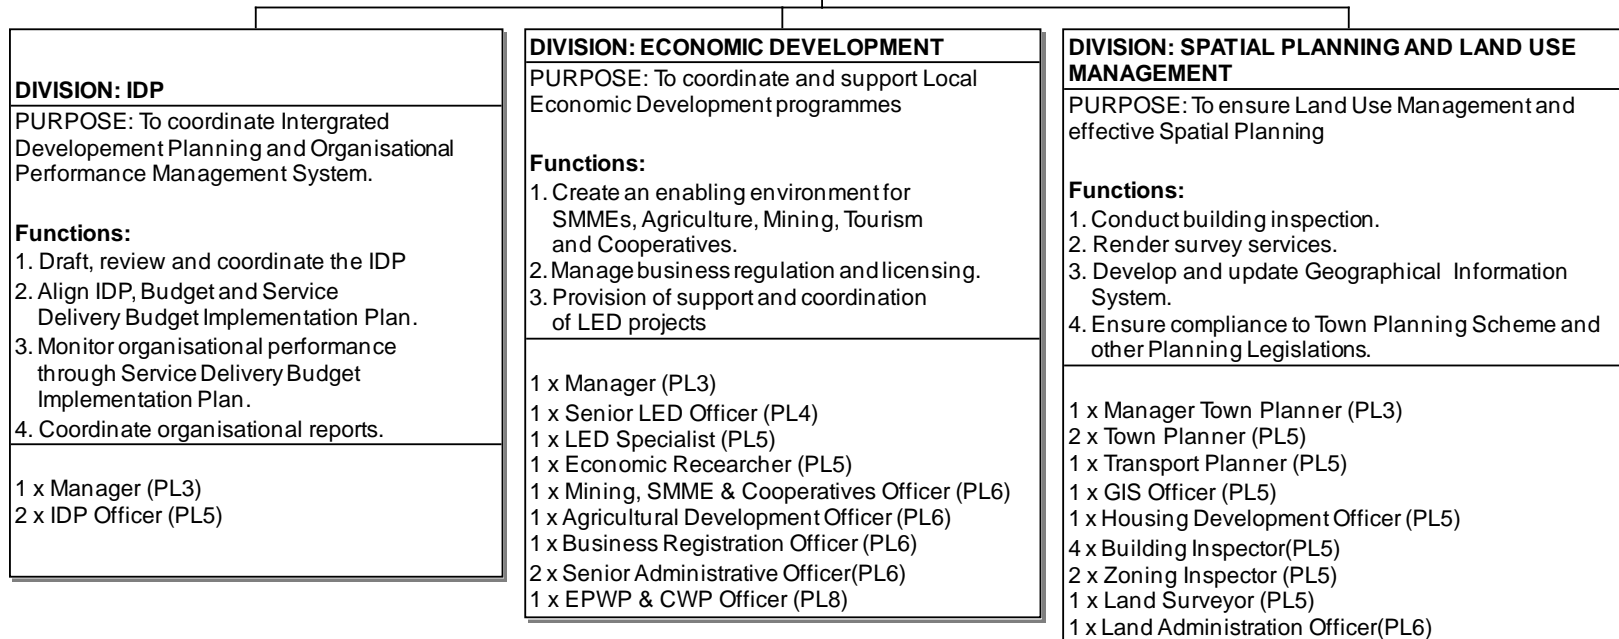 DIVISION: IDP
PURPOSE: To coordinate Intergrated
Developement Planning and Organisational
Performance Management System.
Functions:
1. Draft, review and coordinate the IDP
2. Align IDP, Budget and Service
Delivery Budget Implementation Plan.
3. Monitor organisational performance
through Service Delivery Budget
Implementation Plan.
4. Coordinate organisational reports.
1 x Manager (PL3)
2 x IDP Officer (PL5)
DIVISION: ECONOMIC DEVELOPMENT
PURPOSE: To coordinate and support Local
Economic Development programmes
Functions:
1. Create an enabling environment for
SMMEs, Agriculture, Mining, Tourism
and Cooperatives.
2. Manage business regulation and licensing.
3. Provision of support and coordination
of LED projects
1 x Manager (PL3)
1 x Senior LED Officer (PL4)
1 x LED Specialist (PL5)
1 x Economic Recearcher (PL5)
1 x Mining, SMME & Cooperatives Officer (PL6)
1 x Agricultural Development Officer (PL6)
1 x Business Registration Officer (PL6)
2 x Senior Administrative Officer(PL6)
1 x EPWP & CWP Officer (PL8)
DIVISION: SPATIAL PLANNING AND LAND USE
MANAGEMENT
PURPOSE: To ensure Land Use Management and
effective Spatial Planning
Functions:
1. Conduct building inspection.
2. Render survey services.
3. Develop and update Geographical Information
System.
4. Ensure compliance to Town Planning Scheme and
other Planning Legislations.
1 x Manager Town Planner (PL3)
2 x Town Planner (PL5)
1 x Transport Planner (PL5)
1 x GIS Officer (PL5)
1 x Housing Development Officer (PL5)
4 x Building Inspector(PL5)
2 x Zoning Inspector (PL5)
1 x Land Surveyor (PL5)
1 x Land Administration Officer(PL6)